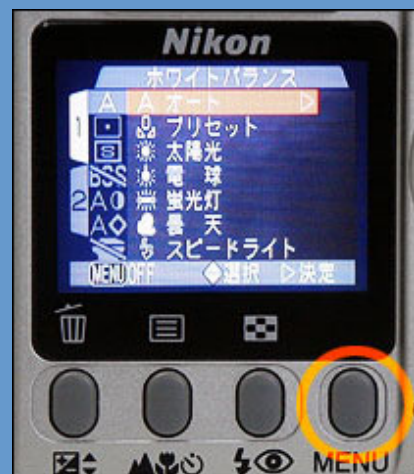 Nikon
ホワイトバランス
A A オート
1 プリセット
S 太陽光
BSS 電球
2 A 蛍光灯
A 曇天
スピードライト
MENU OFF 選択 決定
MENU